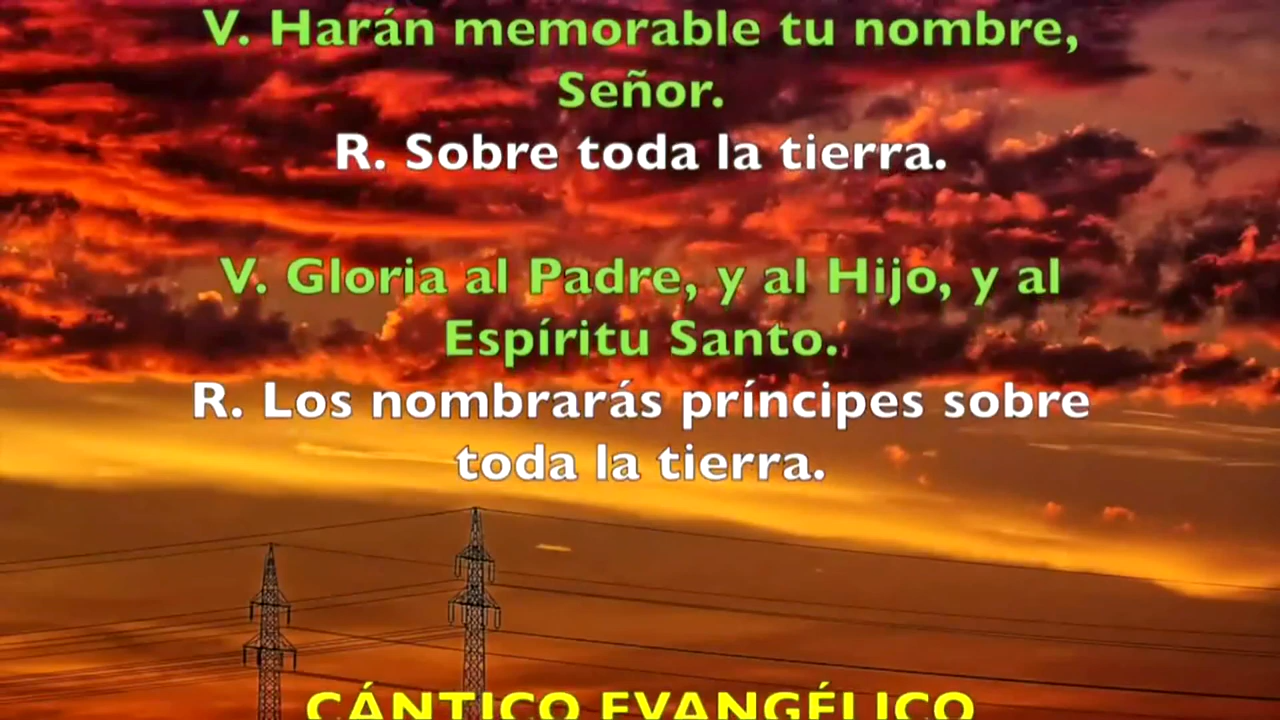 V. Harán memorable tu nombre,
Señor.
R. Sobre toda la tierra.
V. Gloria al Padre, y al Hijo, y al
Espíritu Santo.
R. Los nombrarás príncipes sobre
toda la tierra.
CÁNTICO EVANGÉLICO